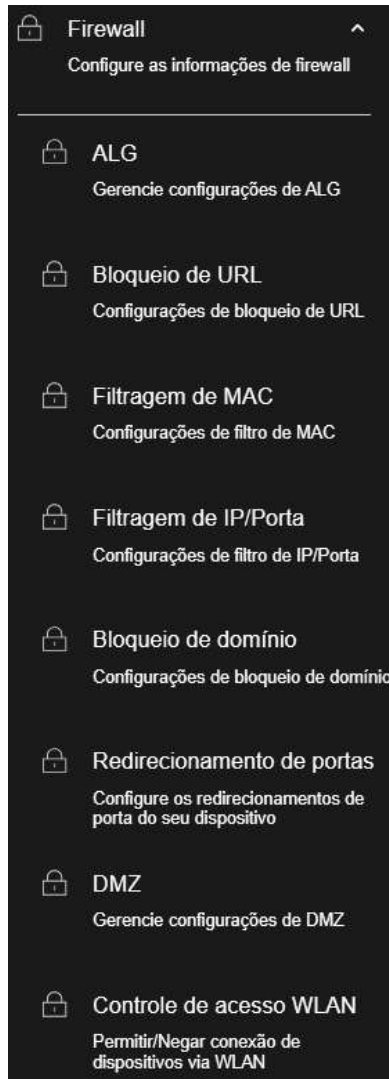 Firewall
Configure as informações de firewall
ALG
Gerencie configurações de ALG
Bloqueio de URL
Configurações de bloqueio de URL
Filtragem de MAC
Configurações de filtro de MAC
Filtragem de IP/Porta
Configurações de filtro de IP/Porta
Bloqueio de domínio
Configurações de bloqueio de domínio
Redirecionamento de portas
Configure os redirecionamentos de
porta do seu dispositivo
DMZ
Gerencie configurações de DMZ
Controle de acesso WLAN
Permitir/Negar conexão de
dispositivos via WLAN